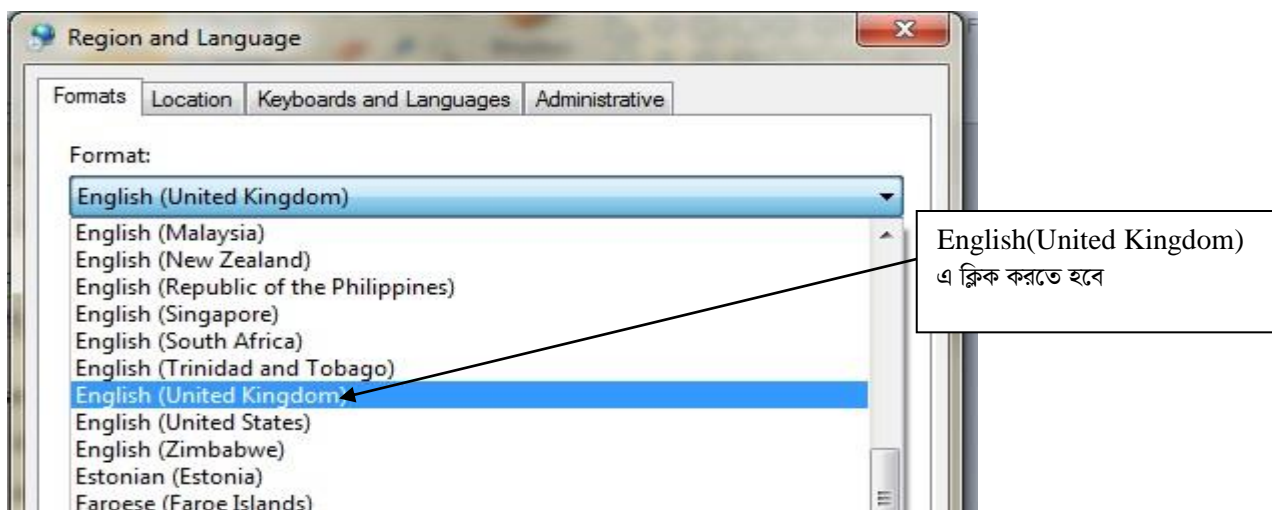 Region and Language
Formats Location Keyboards and Languages Administrative
Format:
English (United Kingdom)
English (Malaysia)
English (New Zealand)
English (Republic of the Philippines)
English (Singapore)
English (South Africa)
English (Trinidad and Tobago)
English (United Kingdom)
English (United States)
English (Zimbabwe)
Estonian (Estonia)
Faroese (Faroe Islands)
English(United Kingdom)
এ ক্লিক করতে হবে